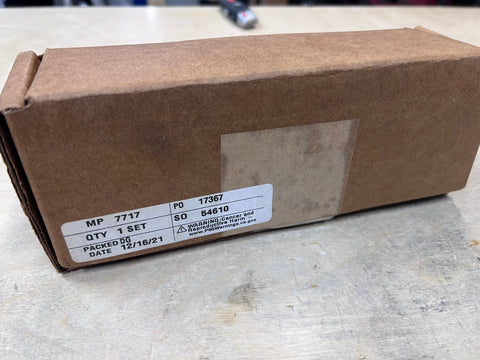 MP 7717
QTY 1 SET
PACKED DG
DATE 12/16/21
PO 17367
SO 54610
⚠WARNING: Cancer and
Reproductive Harm -
www.P65Warnings.ca.gov